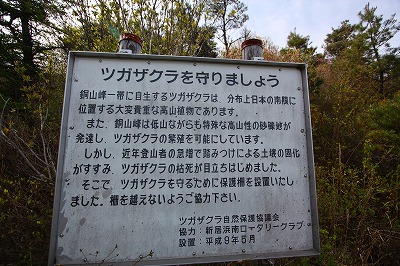 ツガザクラを守りましょう
銅山峰一帯に自生するツガザクラは、分布上日本の南限に
位置する大変貴重な高山植物であります。
また、銅山峰は低山ながらも特殊な高山性の砂礫地が
発達し、ツガザクラの繁殖を可能にしています。
しかし、近年登山者の急増で踏みつけによる土壌の固化
がすすみ、ツガザクラの枯死が目立ちはじめました。
そこで、ツガザクラを守るために保護柵を設置いたし
ました。柵を越えないようご協力下さい。
ツガザクラ自然保護協議会
協力：新居浜南ロータリークラブ
設置：平成9年5月